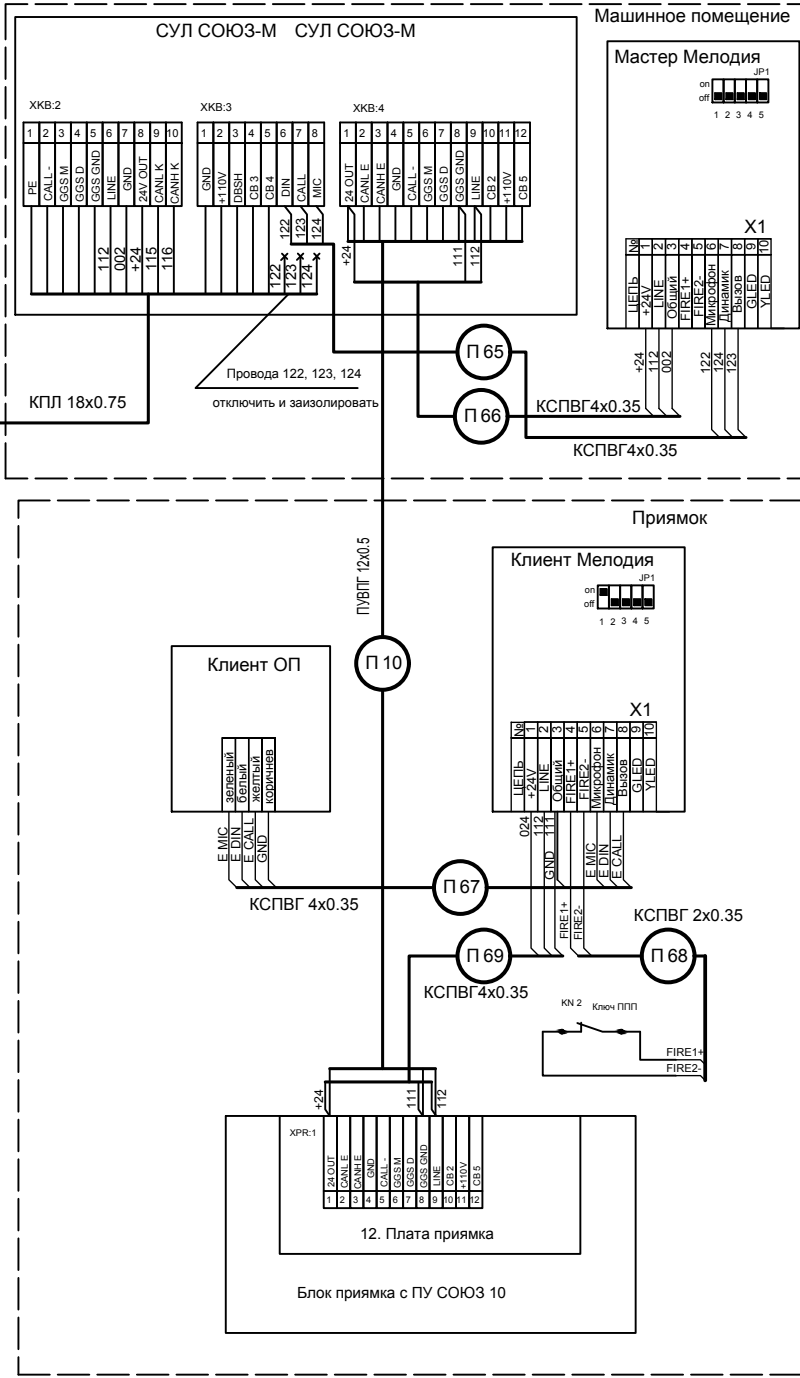 Машинное помещение
СУЛ СОЮЗ-М СУЛ СОЮЗ-М
Мастер Мелодия
JP1
on
off
1 2 3 4 5
XKB:2
1 2 3 4 5 6 7 8 9 10
PE
CALL -
GGS M
GGS D
GGS GND
LINE
GND
24V OUT
CANL K
CANH K
112
002
+24
115
116
XKB:3
1 2 3 4 5 6 7 8
GND
+110V
DBSH
CB 3
CB 4
DIN
CALL
MIC
122
123
124
122
123
124
XKB:4
1 2 3 4 5 6 7 8 9 10 11 12
24 OUT
CANL E
CANH E
GND
CALL -
GGS M
GGS D
GGS GND
LINE
CB 2
+110V
CB 5
+24
111
112
X1
№ 1 2 3 4 5 6 7 8 9 10
ЦЕПЬ
+24V
LINE
Общий
FIRE1+
FIRE2-
Микрофон
Динамик
Вызов
GLED
YLED
+24
112
002
122
124
123
Провода 122, 123, 124
отключить и заизолировать
П 65
П 66
КПЛ 18х0.75
КСПВГ4х0.35
КСПВГ4х0.35
Приямок
ПУВПГ 12х0.5
П 10
Клиент Мелодия
JP1
on
off
1 2 3 4 5
Клиент ОП
зеленый
белый
желтый
коричнев
E MIC
E DIN
E CALL
GND
X1
№ 1 2 3 4 5 6 7 8 9 10
ЦЕПЬ
+24V
LINE
Общий
FIRE1+
FIRE2-
Микрофон
Динамик
Вызов
GLED
YLED
024
112
111
GND
E MIC
E DIN
E CALL
П 67
КСПВГ 4х0.35
FIRE1+
FIRE2-
КСПВГ 2х0.35
П 69
П 68
КСПВГ4х0.35
KN 2 Ключ ППП
FIRE1+
FIRE2-
+24
111
112
XPR:1
24 OUT
CANL E
CANH E
GND
CALL -
GGS M
GGS D
GGS GND
LINE
CB 2
+110V
CB 5
1 2 3 4 5 6 7 8 9 10 11 12
12. Плата приямка
Блок приямка с ПУ СОЮЗ 10